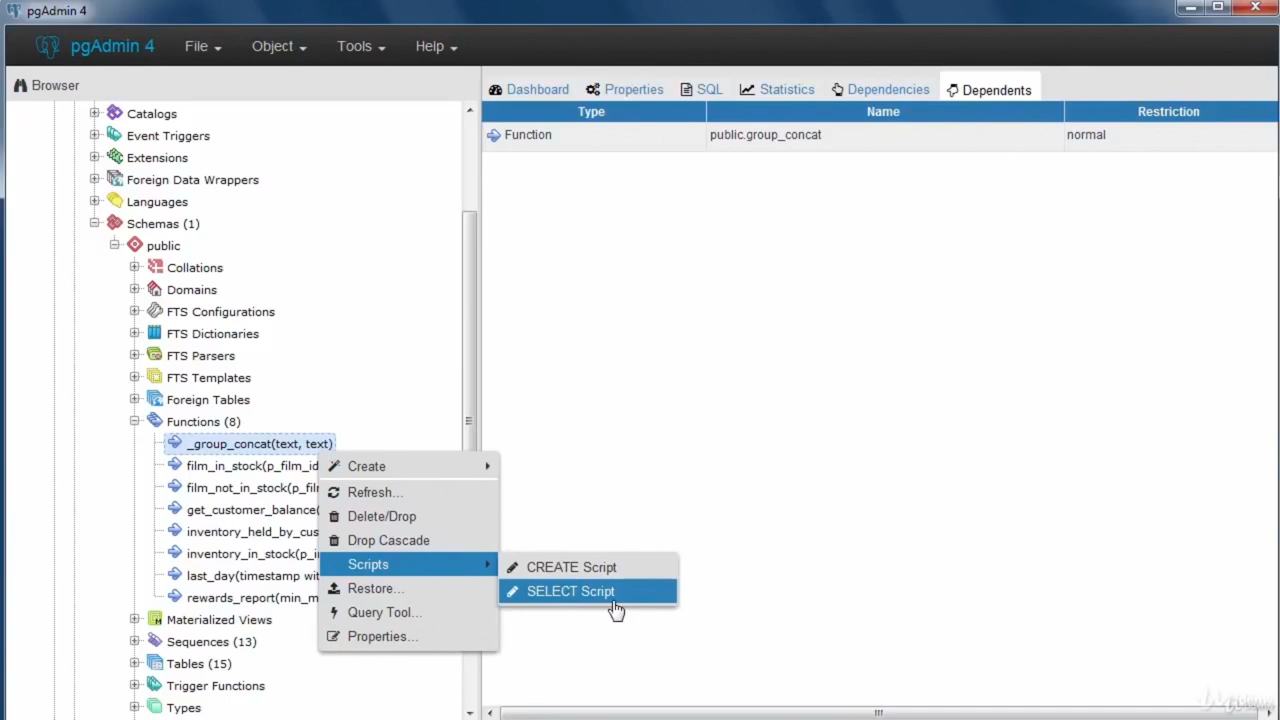 pgAdmin 4
pgAdmin 4 File Object Tools Help
Browser
Dashboard Properties SQL Statistics Dependencies Dependents
Type Name Restriction
Function public.group_concat normal
Catalogs
Event Triggers
Extensions
Foreign Data Wrappers
Languages
Schemas (1)
public
Collations
Domains
FTS Configurations
FTS Dictionaries
FTS Parsers
FTS Templates
Foreign Tables
Functions (8)
_group_concat(text, text)
film_in_stock(p_film_id
film_not_in_stock(p_fil
get_customer_balance(
inventory_held_by_cus
inventory_in_stock(p_i
last_day(timestamp wit
rewards_report(min_m
Materialized Views
Sequences (13)
Tables (15)
Trigger Functions
Types
Create
Refresh...
Delete/Drop
Drop Cascade
Scripts
Restore...
Query Tool...
Properties...
CREATE Script
SELECT Script